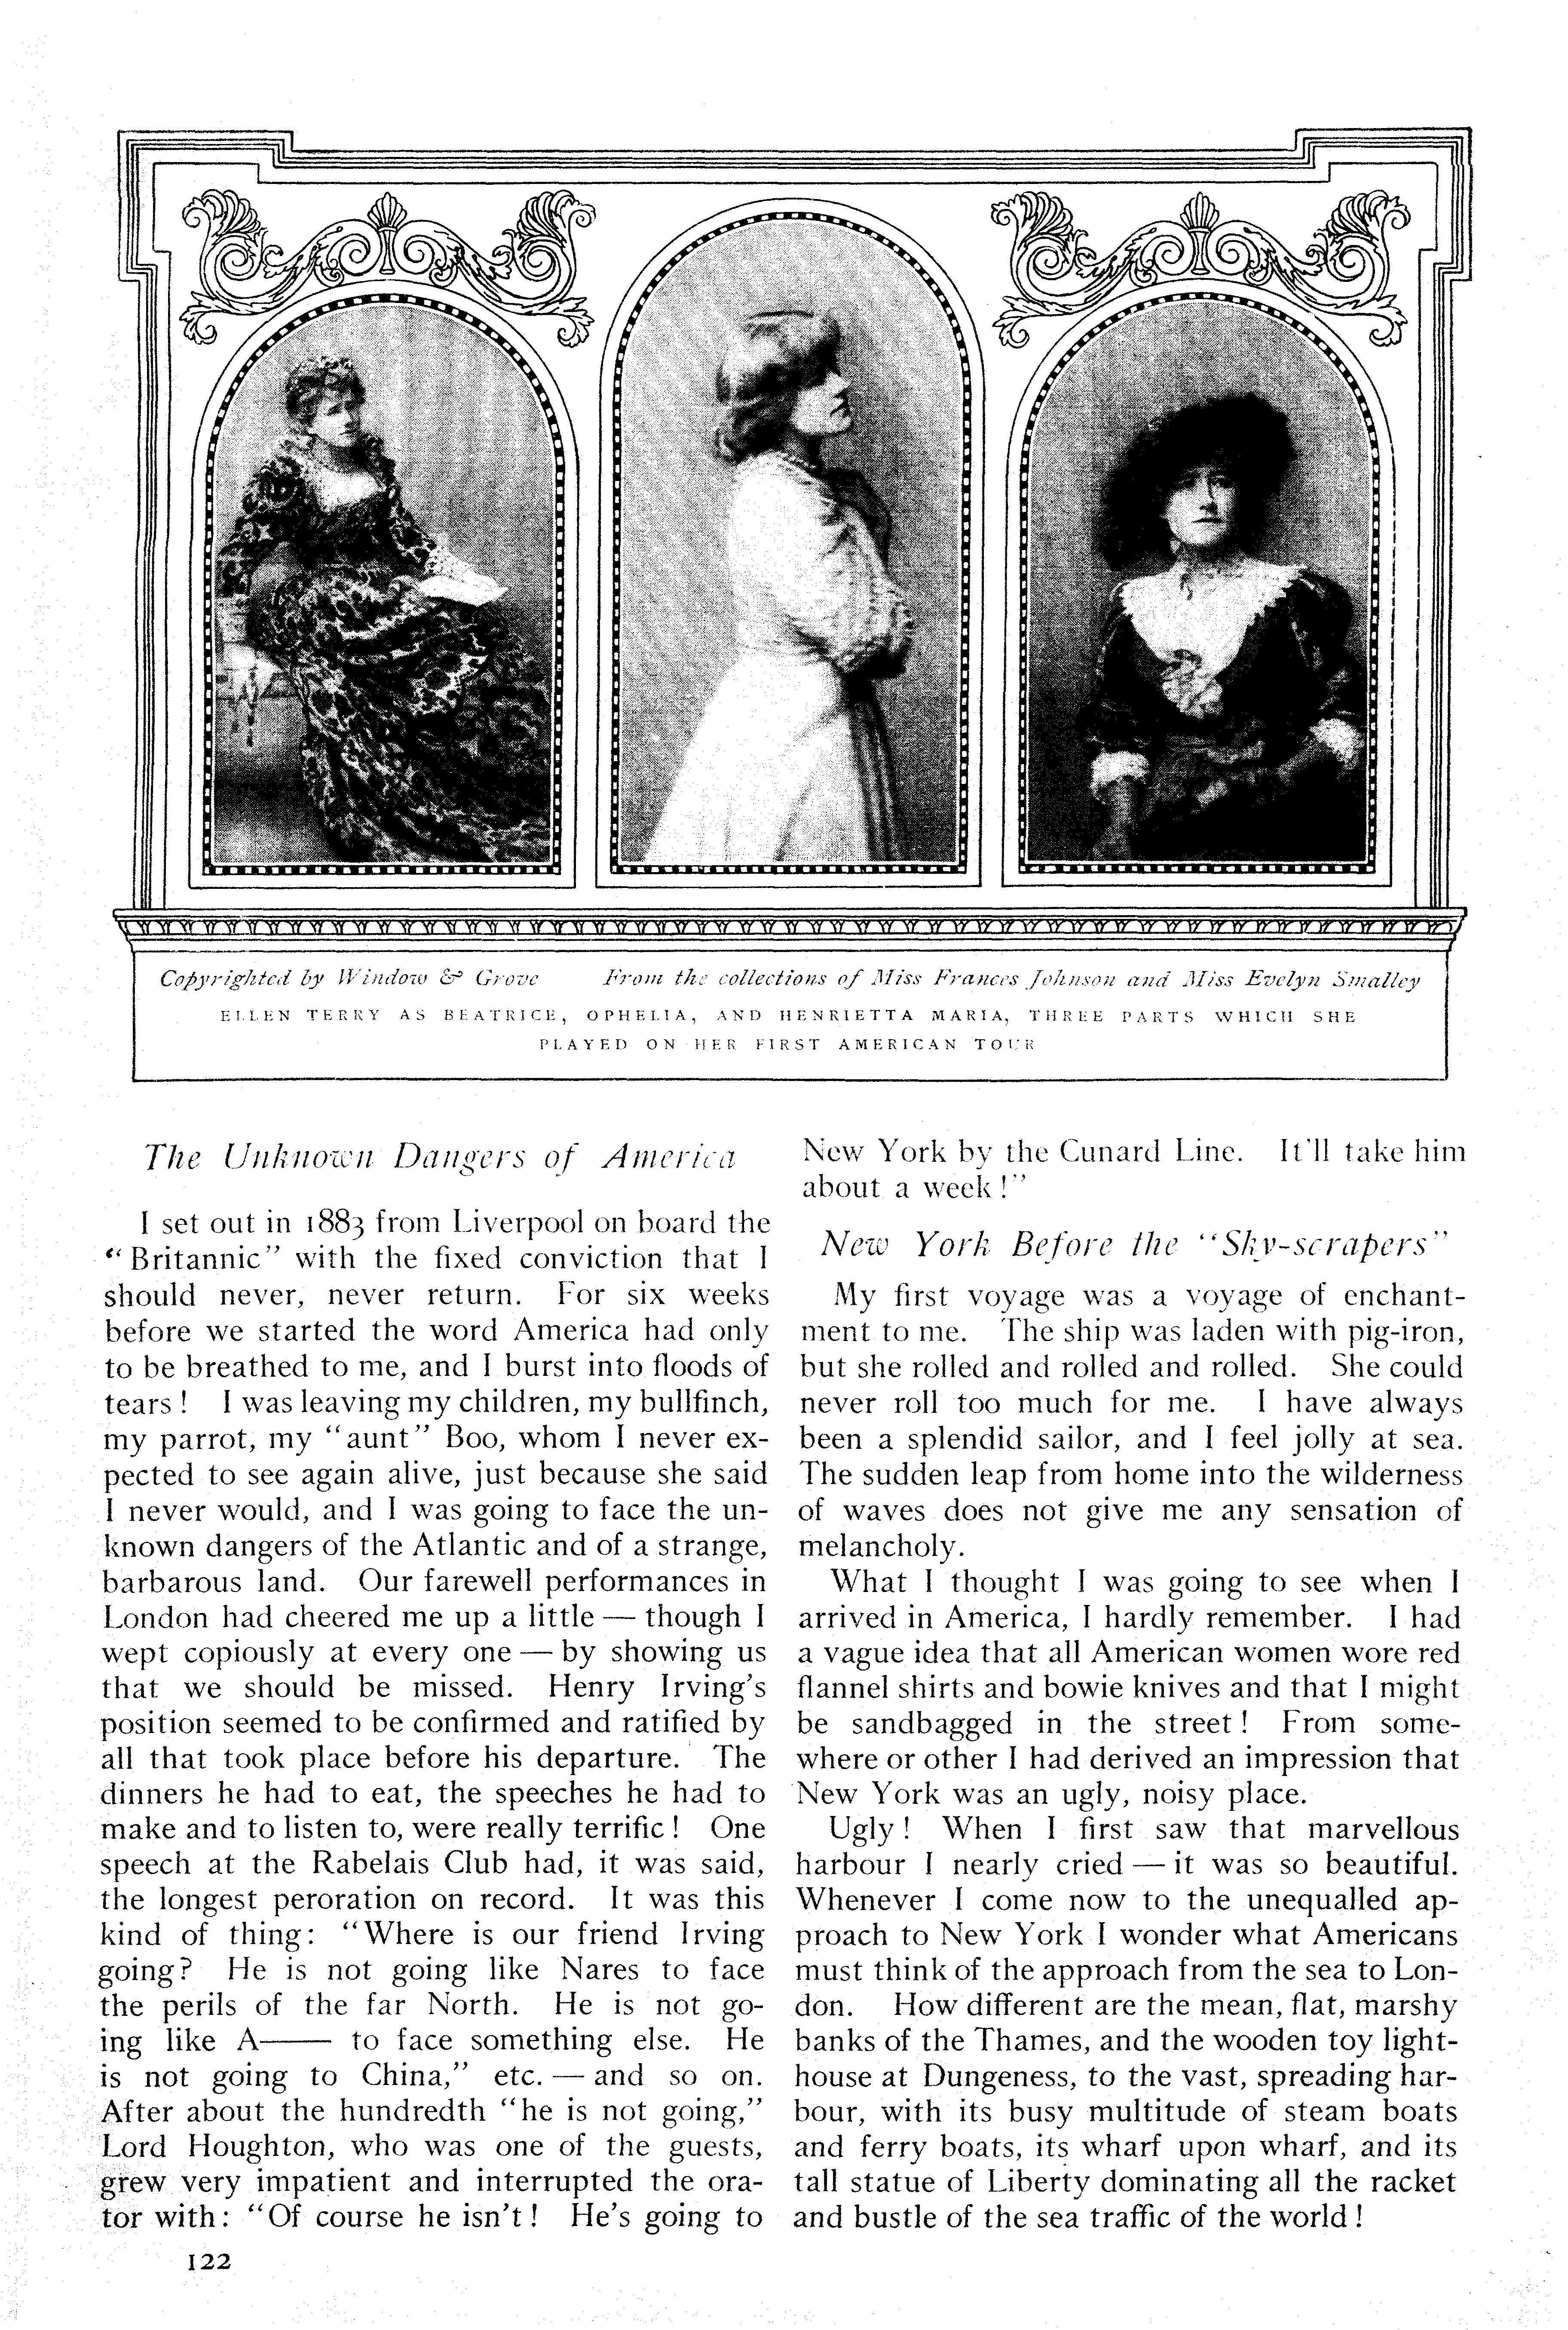 Copyrighted by Window & Grove From the collections of Miss Frances Johnson and Miss Evelyn Smalley
ELLEN TERRY AS BEATRICE, OPHELIA, AND HENRIETTA MARIA, THREE PARTS WHICH SHE
PLAYED ON HER FIRST AMERICAN TOUR
The Unknown Dangers of America
I set out in 1883 from Liverpool on board the
"Britannic" with the fixed conviction that I
should never, never return. For six weeks
before we started the word America had only
to be breathed to me, and I burst into floods of
tears! I was leaving my children, my bullfinch,
my parrot, my "aunt" Boo, whom I never ex-
pected to see again alive, just because she said
I never would, and I was going to face the un-
known dangers of the Atlantic and of a strange,
barbarous land. Our farewell performances in
London had cheered me up a little — though I
wept copiously at every one — by showing us
that we should be missed. Henry Irving's
position seemed to be confirmed and ratified by
all that took place before his departure. The
dinners he had to eat, the speeches he had to
make and to listen to, were really terrific! One
speech at the Rabelais Club had, it was said,
the longest peroration on record. It was this
kind of thing: "Where is our friend Irving
going? He is not going like Nares to face
the perils of the far North. He is not go-
ing like A—— to face something else. He
is not going to China," etc. — and so on.
After about the hundredth "he is not going,"
Lord Houghton, who was one of the guests,
grew very impatient and interrupted the ora-
tor with: "Of course he isn't! He's going to
New York by the Cunard Line. It'll take him
about a week!"
New York Before the "Sky-scrapers"
My first voyage was a voyage of enchant-
ment to me. The ship was laden with pig-iron,
but she rolled and rolled and rolled. She could
never roll too much for me. I have always
been a splendid sailor, and I feel jolly at sea.
The sudden leap from home into the wilderness
of waves does not give me any sensation of
melancholy.
What I thought I was going to see when I
arrived in America, I hardly remember. I had
a vague idea that all American women wore red
flannel shirts and bowie knives and that I might
be sandbagged in the street! From some-
where or other I had derived an impression that
New York was an ugly, noisy place.
Ugly! When I first saw that marvellous
harbour I nearly cried — it was so beautiful.
Whenever I come now to the unequalled ap-
proach to New York I wonder what Americans
must think of the approach from the sea to Lon-
don. How different are the mean, flat, marshy
banks of the Thames, and the wooden toy light-
house at Dungeness, to the vast, spreading har-
bour, with its busy multitude of steam boats
and ferry boats, its wharf upon wharf, and its
tall statue of Liberty dominating all the racket
and bustle of the sea traffic of the world!
122